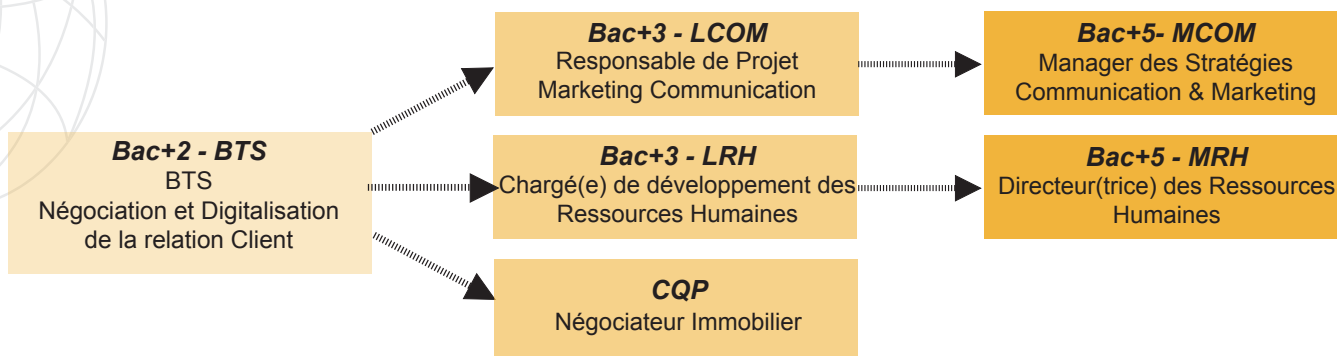 Bac+2 - BTS
BTS
Négociation et Digitalisation
de la relation Client
Bac+3 - LCOM
Responsable de Projet
Marketing Communication
Bac+5- MCOM
Manager des Stratégies
Communication & Marketing
Bac+3 - LRH
Chargé(e) de développement des
Ressources Humaines
Bac+5 - MRH
Directeur(trice) des Ressources
Humaines
CQP
Négociateur Immobilier